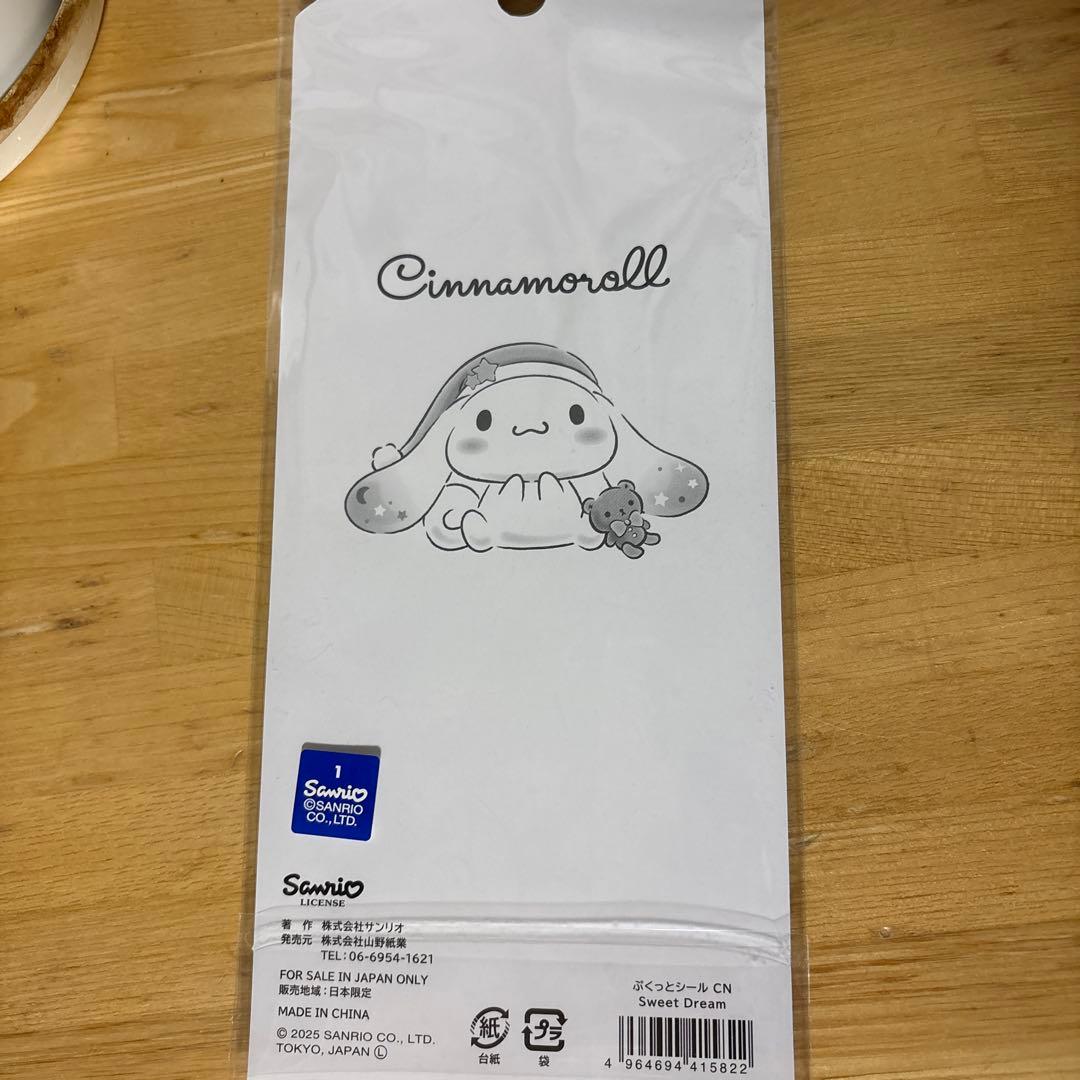 Cinnamoroll
1
Sanrio
©SANRIO
CO.,LTD.
Sanrio
LICENSE
著 作 株式会社サンリオ
発売元 株式会社山野紙業
TEL:06-6954-1621
FOR SALE IN JAPAN ONLY
販売地域:日本限定
MADE IN CHINA
© 2025 SANRIO CO., LTD.
TOKYO, JAPAN Ⓛ
紙
台紙
プラ
袋
ぷくっとシール CN
Sweet Dream
4 964694 415822